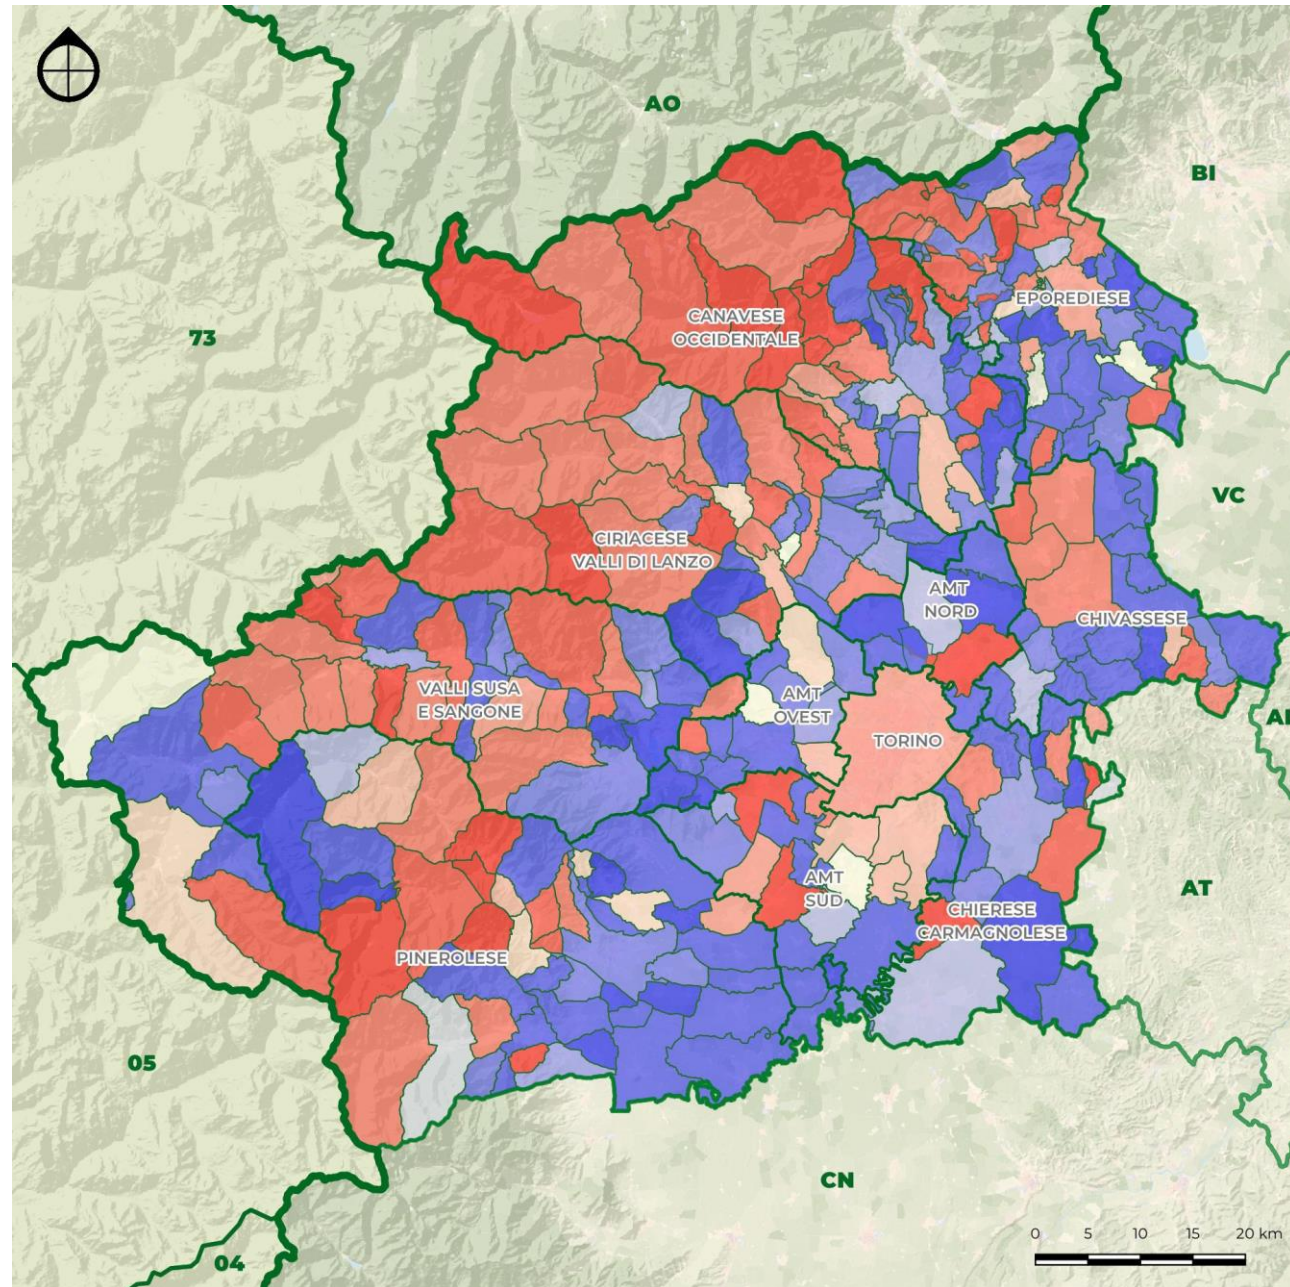 AO
BI
73
EPOREDIESE
CANAVESE
OCCIDENTALE
VC
CIRIACESE
VALLI DI LANZO
AMT
NORD
CHIVASSESE
VALLI SUSA
E SANGONE
AMT
OVEST
TORINO
AMT
SUD
AT
CHIERESE
CARMAGNOLESE
PINEROLESE
05
CN
04
0 5 10 15 20 km